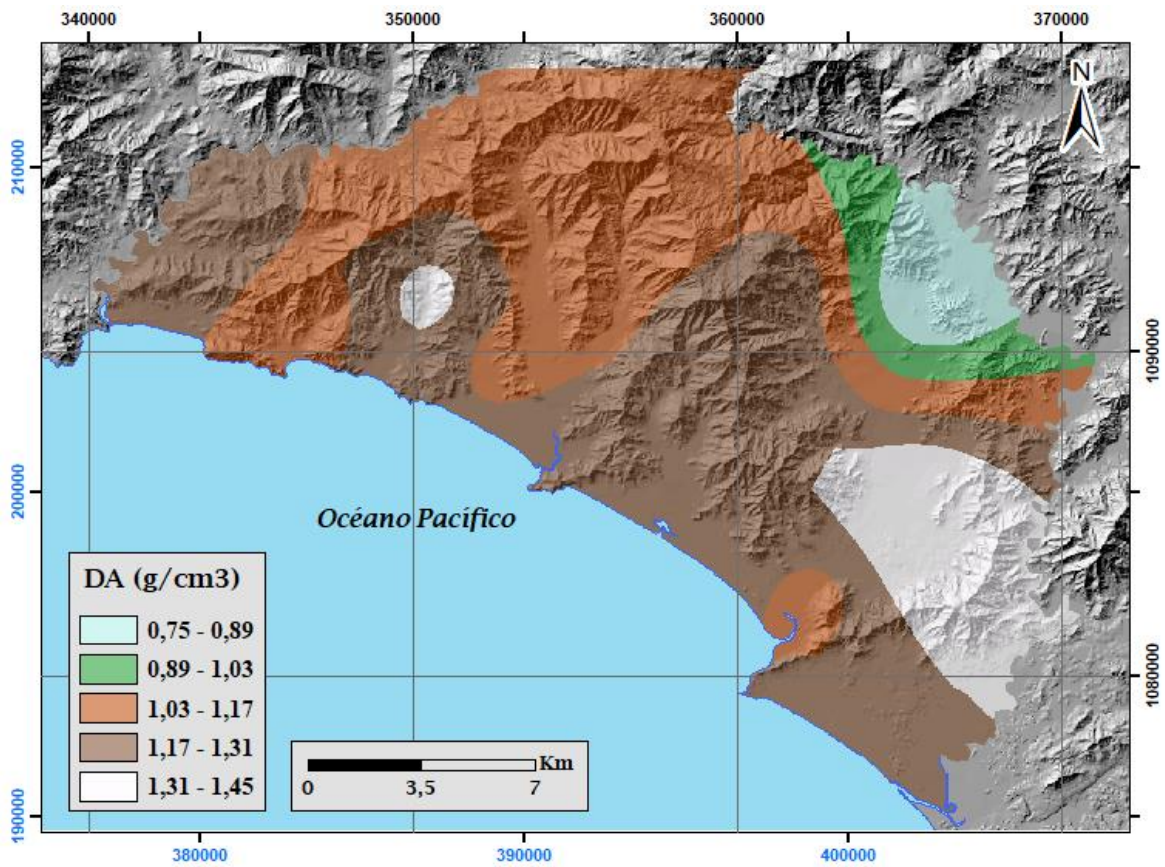 340000 350000 360000 370000
N
210000
1090000
200000
Océano Pacífico
DA (g/cm3)
0,75 - 0,89
0,89 - 1,03
1,03 - 1,17
1,17 - 1,31
1,31 - 1,45
1080000
Km
0 3,5 7
190000
380000 390000 400000